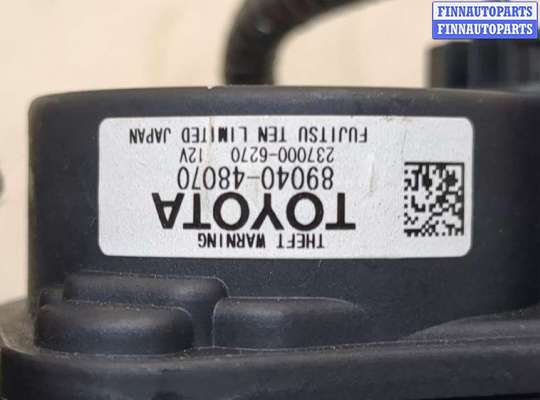 FINNAUTOPARTS
FINNAUTOPARTS
THEFT WARNING
TOYOTA
89040-48070
237000-6270 12V
FUJITSU TEN LIMITED JAPAN